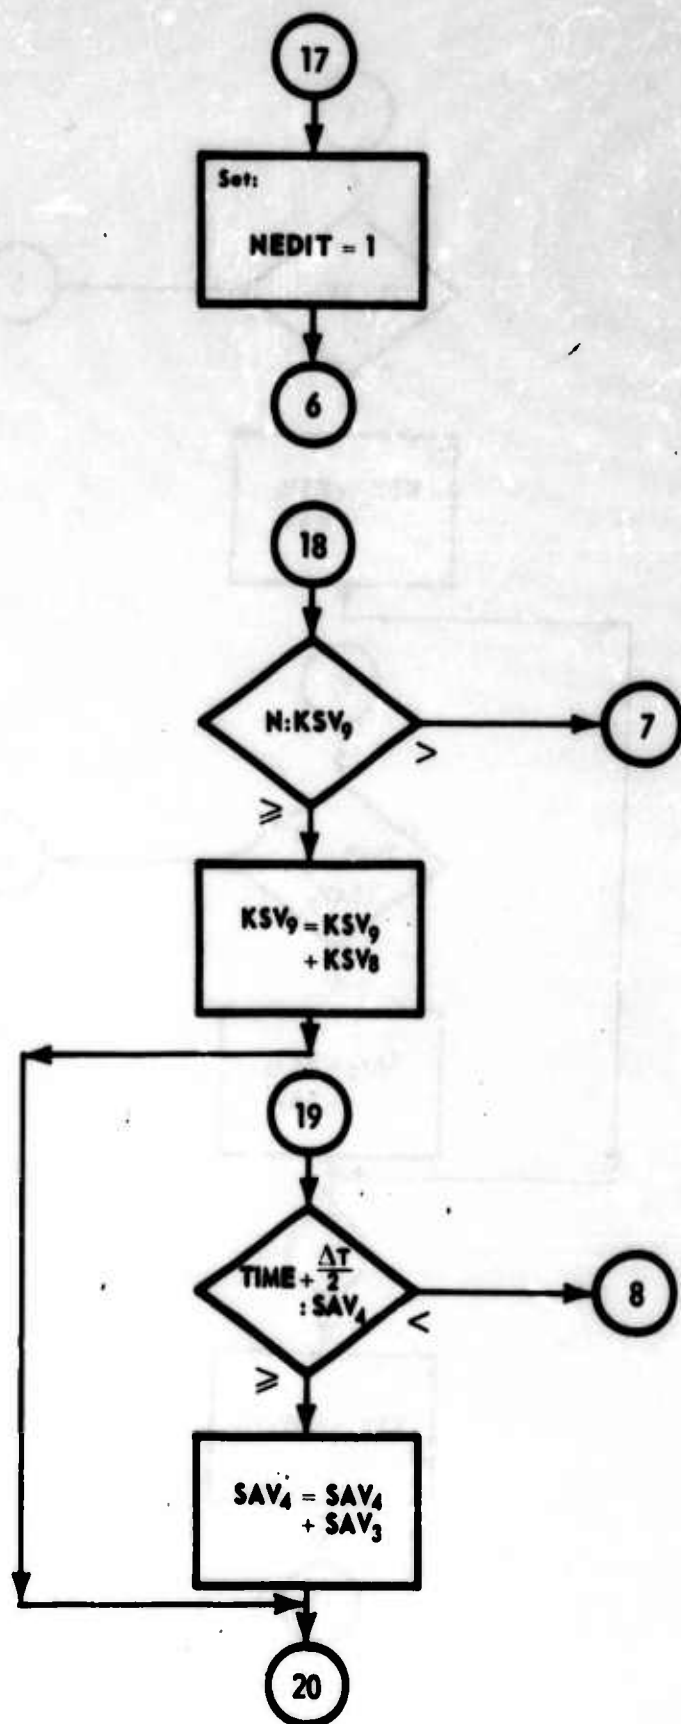 17
Set:
NEDIT = 1
6
18
N:KSV₉
7
>
≥
KSV₉ = KSV₉
+ KSV₈
19
TIME + ΔT/2
: SAV₄
8
<
≥
SAV₄ = SAV₄
+ SAV₃
20